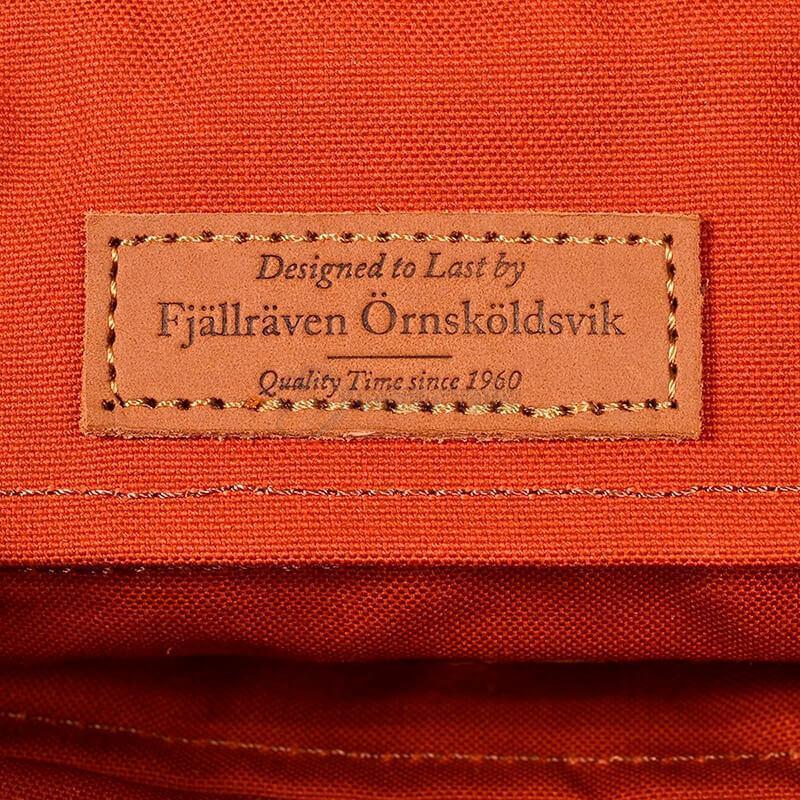 Designed to Last by
Fjällräven Örnsköldsvik
Quality Time since 1960